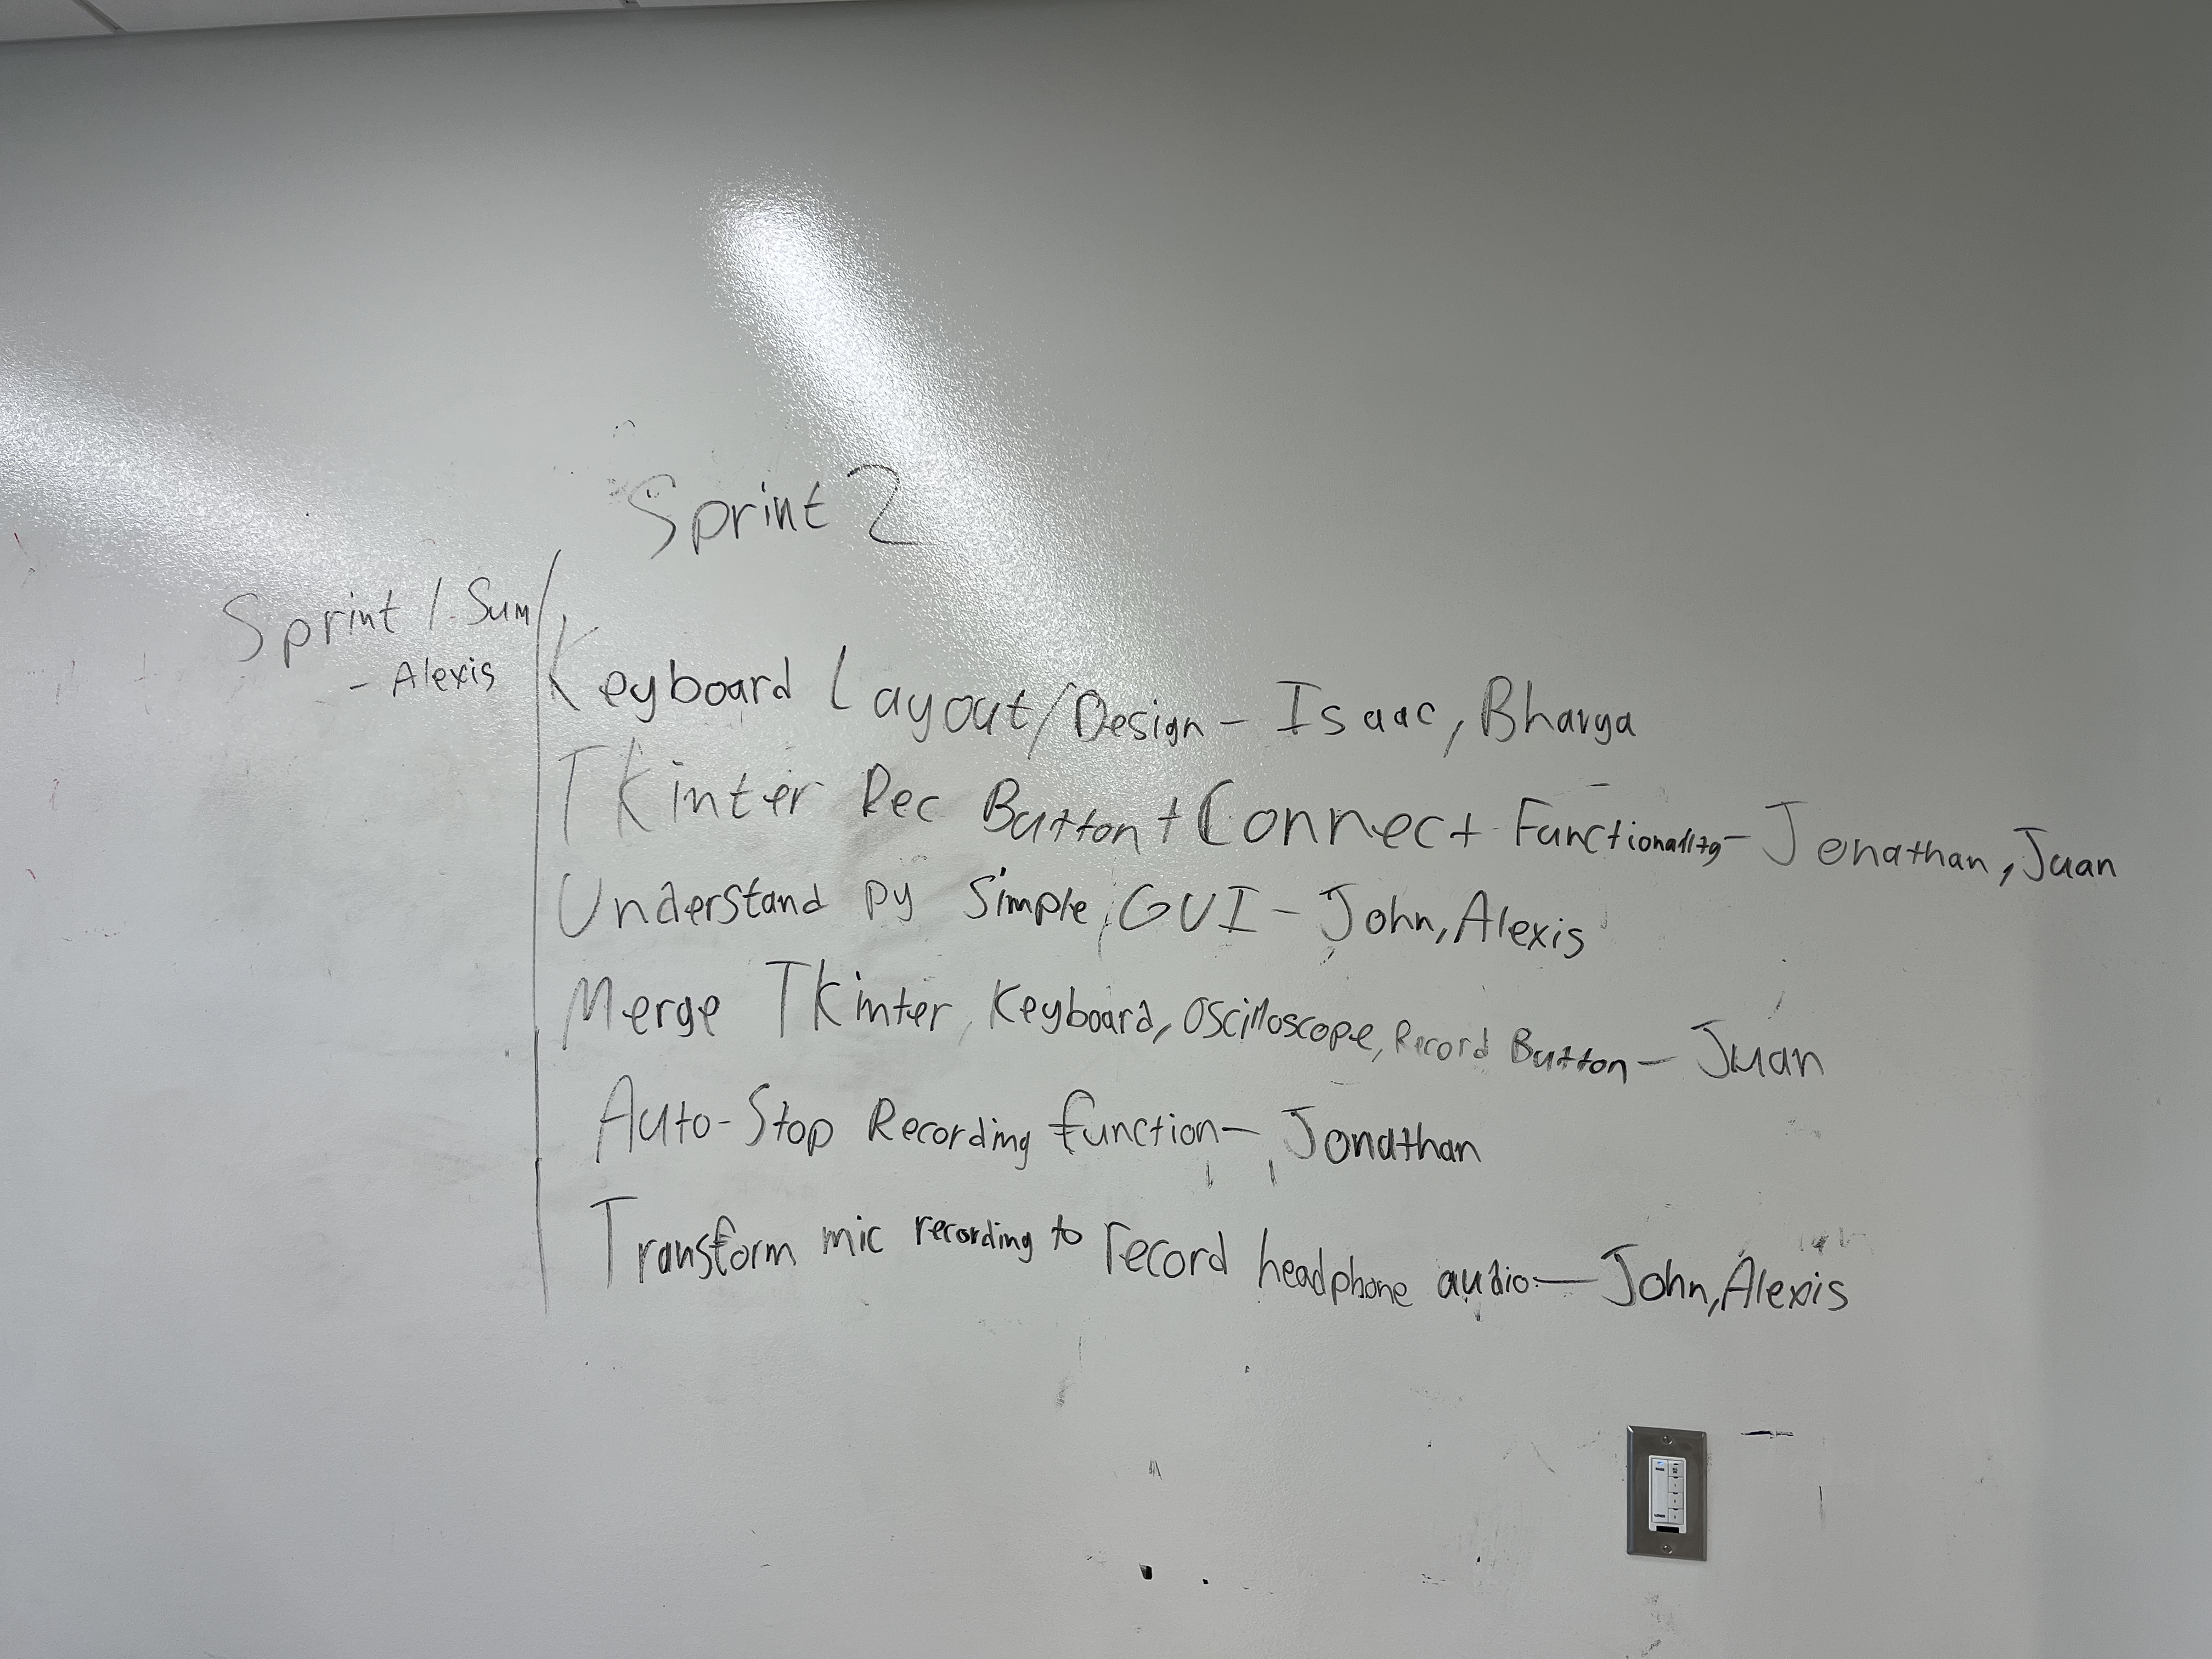 Sprint 2
Sprint 1 Sum
- Alexis
Keyboard Layout/Design - Isaac, Bharga
TKinter Rec Button + Connect Functionality - Jonathan, Juan
Understand py Simple GUI - John, Alexis
Merge TKinter, Keyboard, Oscilloscope, Record Button - Juan
Auto-Stop Recording function - Jonathan
Transform mic recording to record headphone audio - John, Alexis